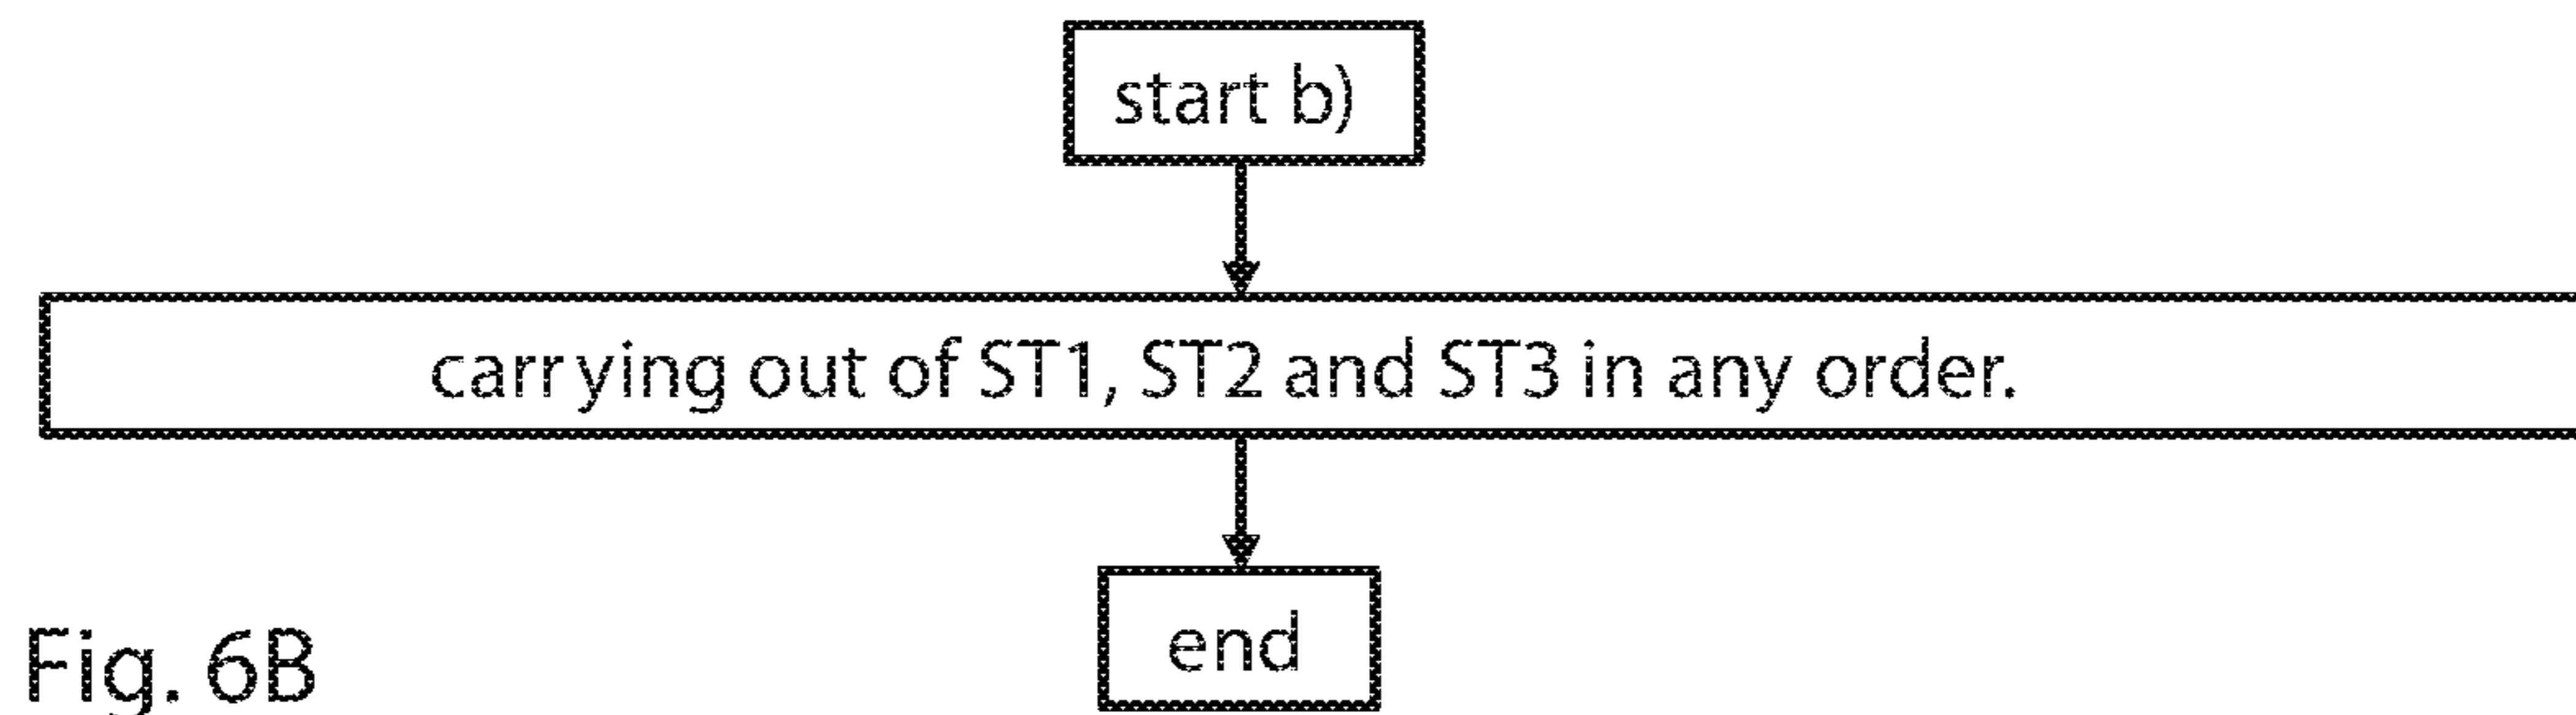 start b)
carrying out of ST1, ST2 and ST3 in any order.
end
Fig. 6B